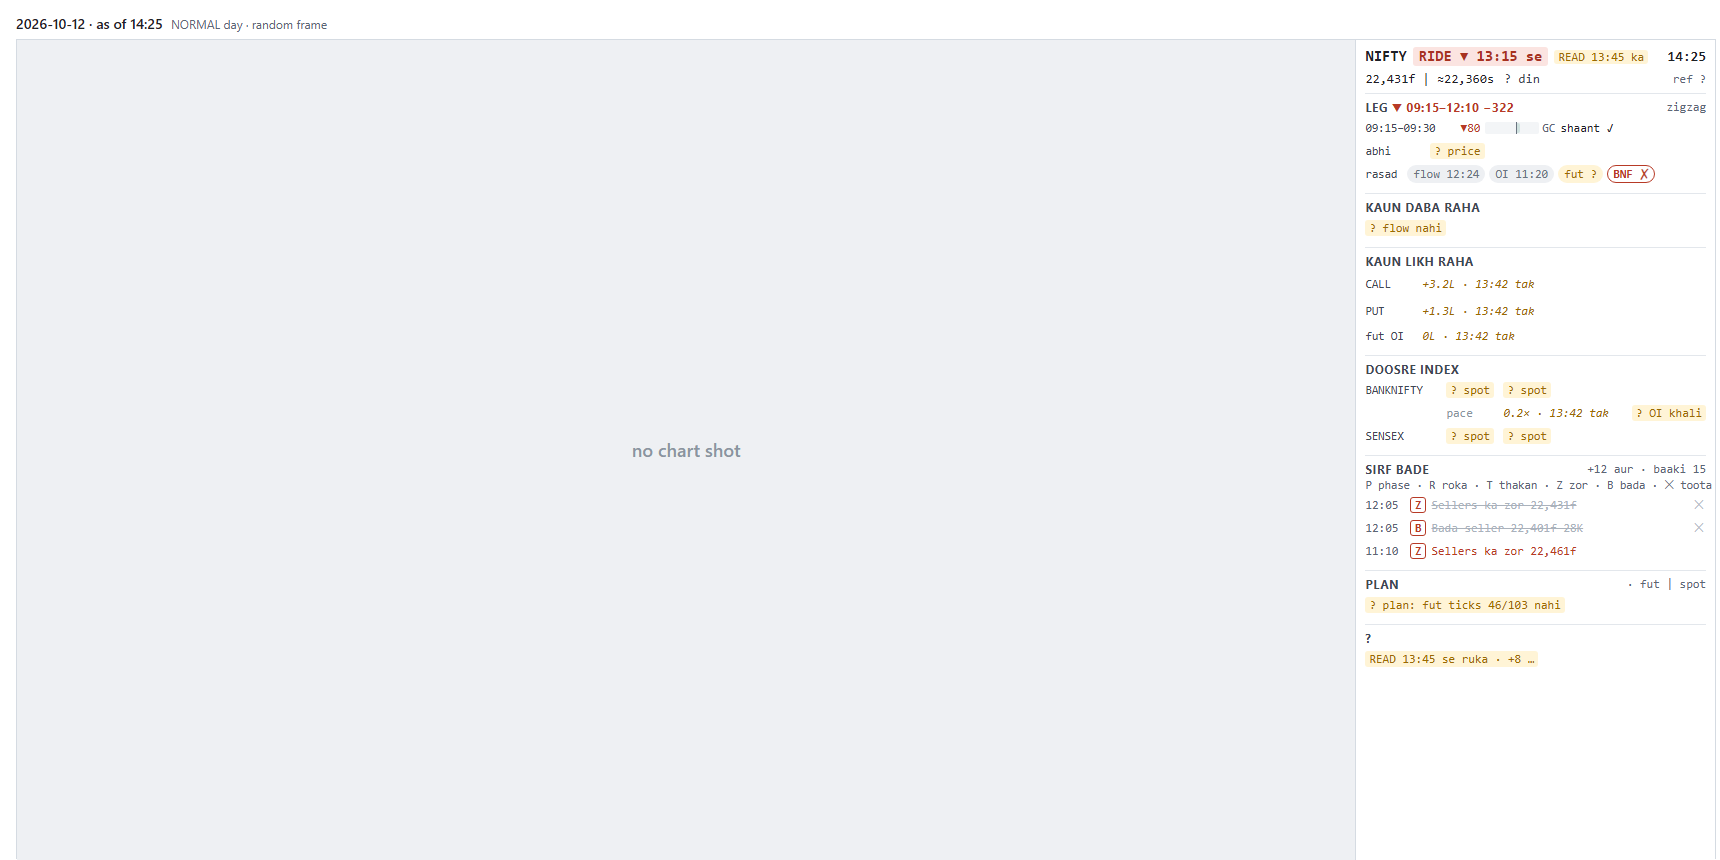 2026-10-12 · as of 14:25 NORMAL day · random frame
no chart shot
NIFTY RIDE ▼ 13:15 se READ 13:45 ka 14:25
22,431f | ≈22,360s ? din ref ?
LEG ▼ 09:15–12:10 −322 zigzag
09:15–09:30 ▼80 GC shaant ✓
abhi ? price
rasad flow 12:24 OI 11:20 fut ? BNF ✗
KAUN DABA RAHA
? flow nahi
KAUN LIKH RAHA
CALL +3.2L · 13:42 tak
PUT +1.3L · 13:42 tak
fut OI 0L · 13:42 tak
DOOSRE INDEX
BANKNIFTY ? spot ? spot
pace 0.2× · 13:42 tak ? OI khali
SENSEX ? spot ? spot
SIRF BADE +12 aur · baaki 15
P phase · R roka · T thakan · Z zor · B bada · ✕ toota
12:05 Z Sellers ka zor 22,431f ✕
12:05 B Bada seller 22,401f 28K ✕
11:10 Z Sellers ka zor 22,461f
PLAN · fut | spot
? plan: fut ticks 46/103 nahi
?
READ 13:45 se ruka · +8 …